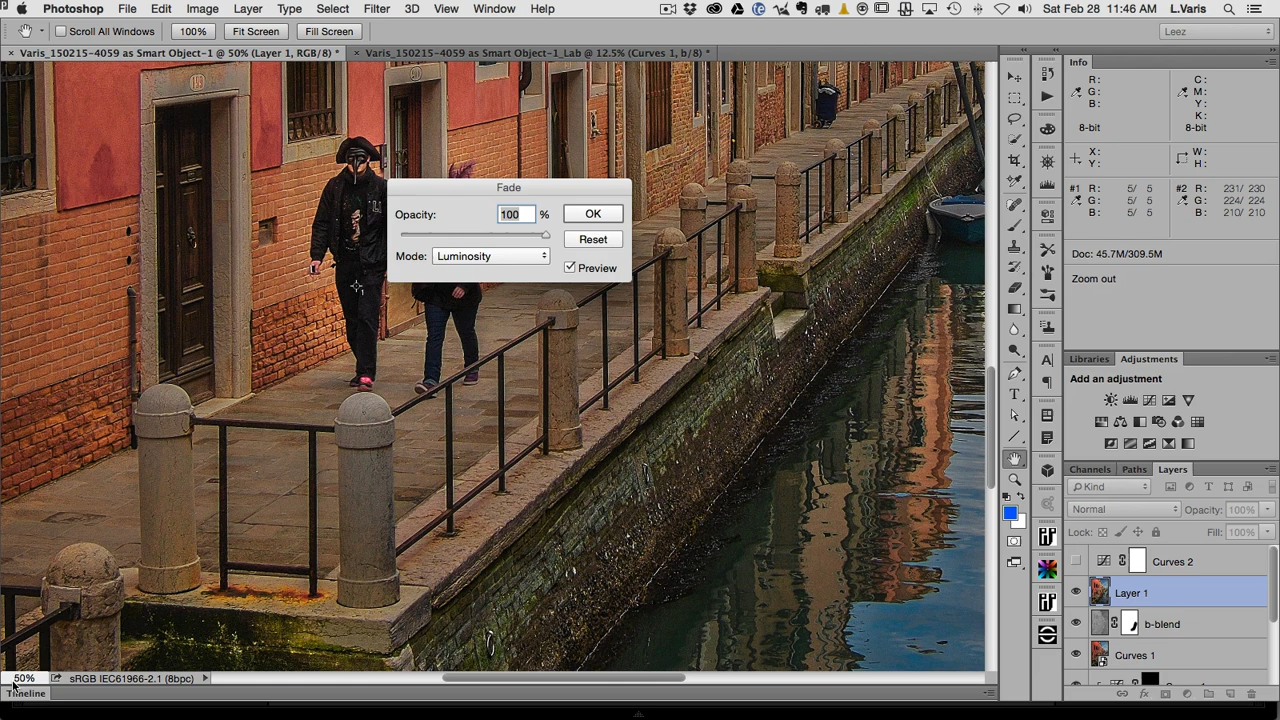 Photoshop File Edit Image Layer Type Select Filter 3D View Window Help Sat Feb 28 11:46 AM L.Varis
Scroll All Windows 100% Fit Screen Fill Screen Leez
× Varis_150215-4059 as Smart Object-1 @ 50% (Layer 1, RGB/8) * × Varis_150215-4059 as Smart Object-1_Lab @ 12.5% (Curves 1, b/8) *
Info
R: C:
G: M:
B: Y:
K:
8-bit 8-bit
X: W:
Y: H:
#1 R: 5/ 5 #2 R: 231/ 230
G: 5/ 5 G: 224/ 224
B: 5/ 5 B: 210/ 210
Doc: 45.7M/309.5M
Zoom out
Fade
Opacity: 100 % OK
Reset
Mode: Luminosity
Preview
Libraries Adjustments
Add an adjustment
Channels Paths Layers
Kind
Normal Opacity: 100%
Lock: Fill: 100%
Curves 2
Layer 1
b-blend
Curves 1
50% sRGB IEC61966-2.1 (8bpc)
Timeline